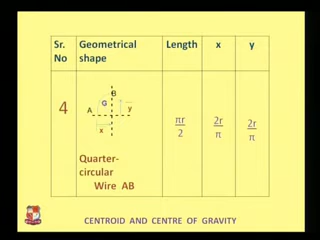 Sr. No
Geometrical shape
Length
x
y
4
B
G
A
y
x
Quarter-
circular
Wire AB
πr
2
2r
π
2r
π
CENTROID AND CENTRE OF GRAVITY